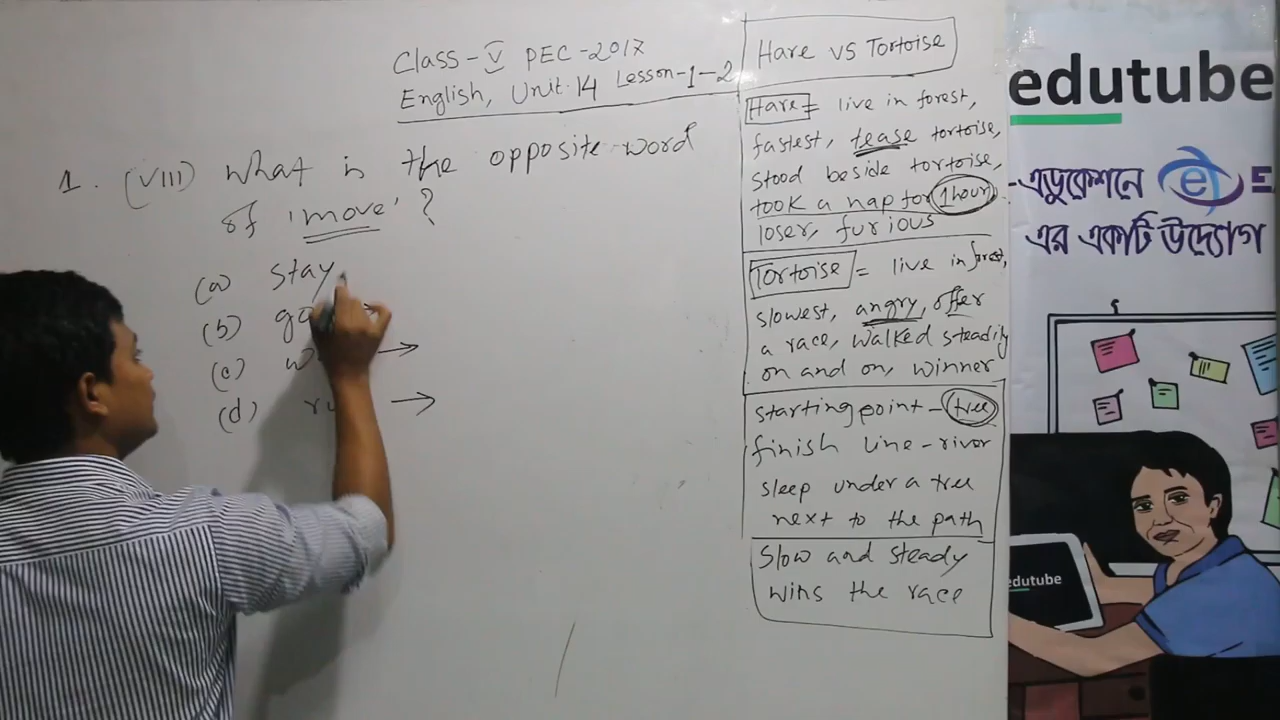 Class-V PEC-2017
English, Unit-14 Lesson-1-2
1. (VIII) What is the opposite word
of 'move' ?
(a) stay
(b)
(c)
(d)
Hare vs Tortoise
Hare = live in forest,
fastest, tease tortoise,
stood beside tortoise,
took a nap for 1 hour
loser, furious
Tortoise = live in forest,
slowest, angry, offer
a race, walked steadily
on and on, winner
starting point - tree
finish line - river
sleep under a tree
next to the path
Slow and steady
wins the race
edutube
-এডুকেশনে e E
এর একটি উদ্যোগ
edutube